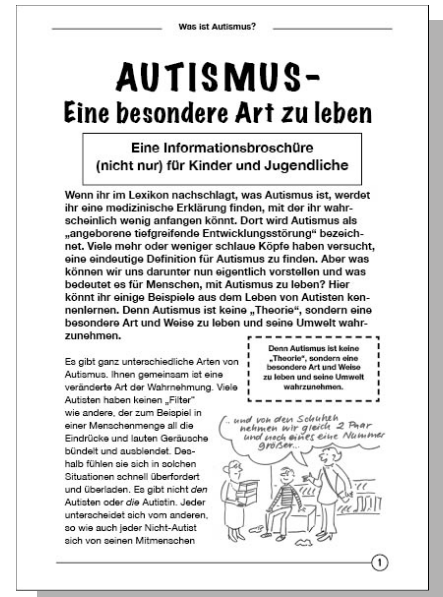 Was ist Autismus?
AUTISMUS-
Eine besondere Art zu leben
Eine Informationsbroschüre
(nicht nur) für Kinder und Jugendliche
Wenn ihr im Lexikon nachschlagt, was Autismus ist, werdet
ihr eine medizinische Erklärung finden, mit der ihr wahr-
scheinlich wenig anfangen könnt. Dort wird Autismus als
„angeborene tiefgreifende Entwicklungsstörung" bezeich-
net. Viele mehr oder weniger schlaue Köpfe haben versucht,
eine eindeutige Definition für Autismus zu finden. Aber was
können wir uns darunter nun eigentlich vorstellen und was
bedeutet es für Menschen, mit Autismus zu leben? Hier
könnt ihr einige Beispiele aus dem Leben von Autisten ken-
nenlernen. Denn Autismus ist keine „Theorie", sondern eine
besondere Art und Weise zu leben und seine Umwelt wahr-
zunehmen.
Es gibt ganz unterschiedliche Arten von
Autismus. Ihnen gemeinsam ist eine
veränderte Art der Wahrnehmung. Viele
Autisten haben keinen „Filter"
wie andere, der zum Beispiel in
einer Menschenmenge all die
Eindrücke und lauten Geräusche
bündelt und ausblendet. Des-
halb fühlen sie sich in solchen
Situationen schnell überfordert
und überladen. Es gibt nicht den
Autisten oder die Autistin. Jeder
unterscheidet sich vom anderen,
so wie auch jeder Nicht-Autist
sich von seinen Mitmenschen
Denn Autismus ist keine
„Theorie", sondern eine
besondere Art und Weise
zu leben und seine Umwelt
wahrzunehmen.
... und von den Schuhen
nehmen wir gleich 2 Paar
und noch eines eine Nummer
größer...
1